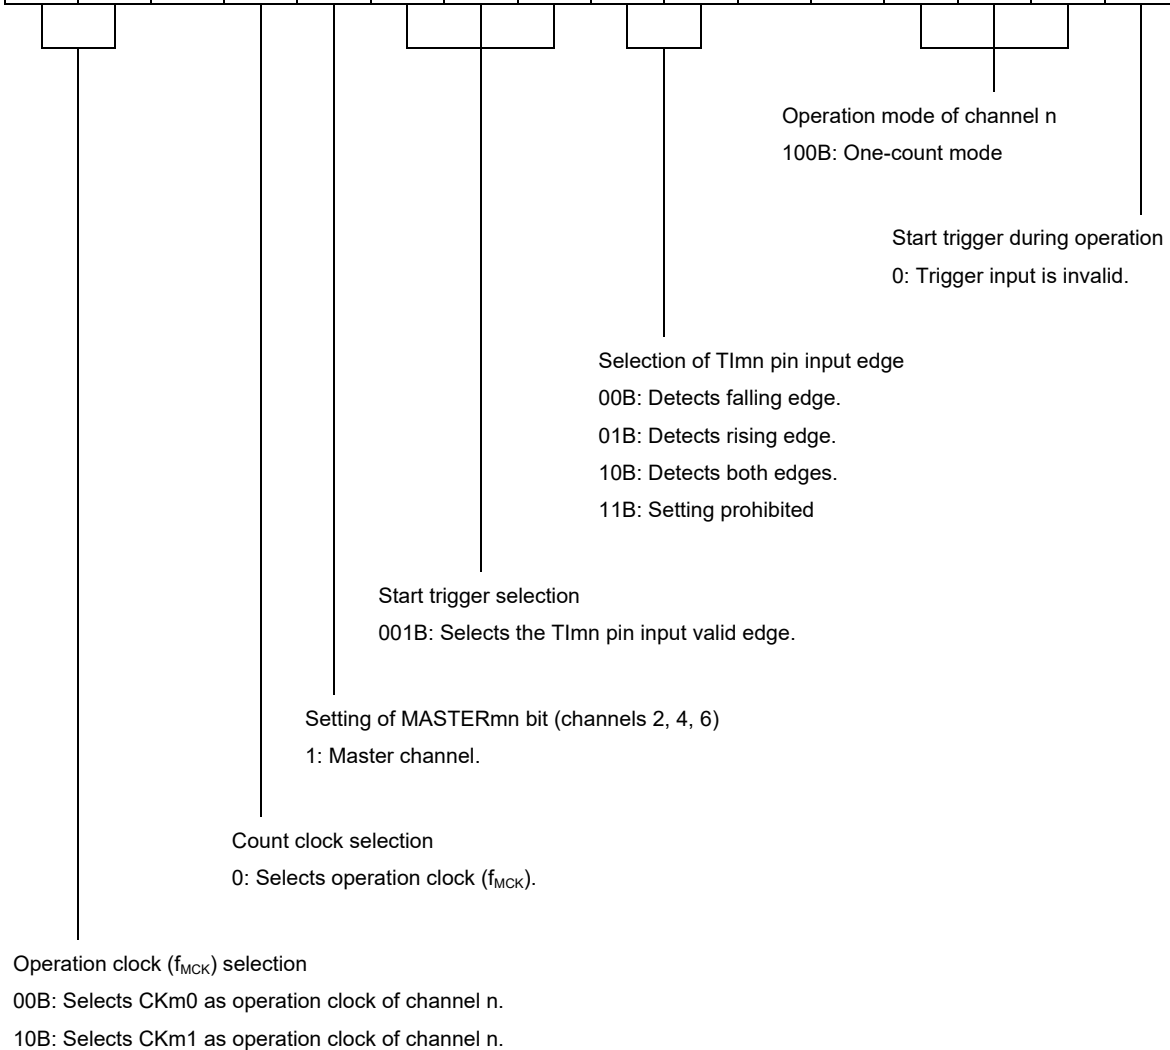 Operation mode of channel n
100B: One-count mode
Start trigger during operation
0: Trigger input is invalid.
Selection of TImn pin input edge
00B: Detects falling edge.
01B: Detects rising edge.
10B: Detects both edges.
11B: Setting prohibited
Start trigger selection
001B: Selects the TImn pin input valid edge.
Setting of MASTERmn bit (channels 2, 4, 6)
1: Master channel.
Count clock selection
0: Selects operation clock (fMCK).
Operation clock (fMCK) selection
00B: Selects CKm0 as operation clock of channel n.
10B: Selects CKm1 as operation clock of channel n.